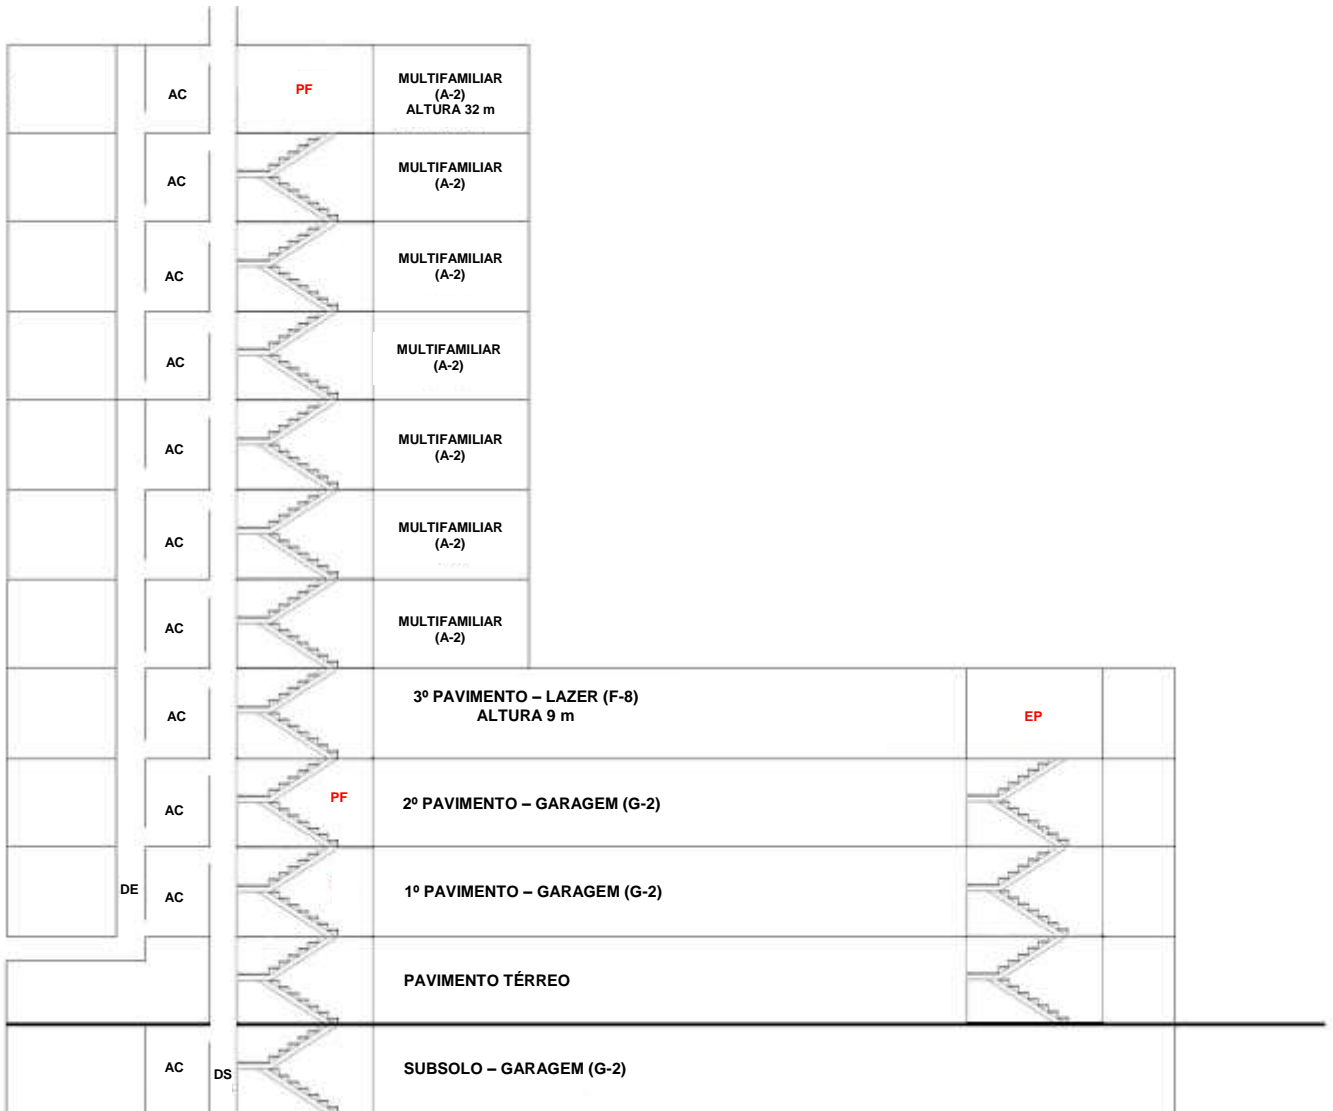 AC
PF
MULTIFAMILIAR
(A-2)
ALTURA 32 m
AC
MULTIFAMILIAR
(A-2)
AC
MULTIFAMILIAR
(A-2)
AC
MULTIFAMILIAR
(A-2)
AC
MULTIFAMILIAR
(A-2)
AC
MULTIFAMILIAR
(A-2)
AC
MULTIFAMILIAR
(A-2)
AC
3º PAVIMENTO – LAZER (F-8)
ALTURA 9 m
EP
AC
PF
2º PAVIMENTO – GARAGEM (G-2)
DE
AC
1º PAVIMENTO – GARAGEM (G-2)
PAVIMENTO TÉRREO
AC
DS
SUBSOLO – GARAGEM (G-2)